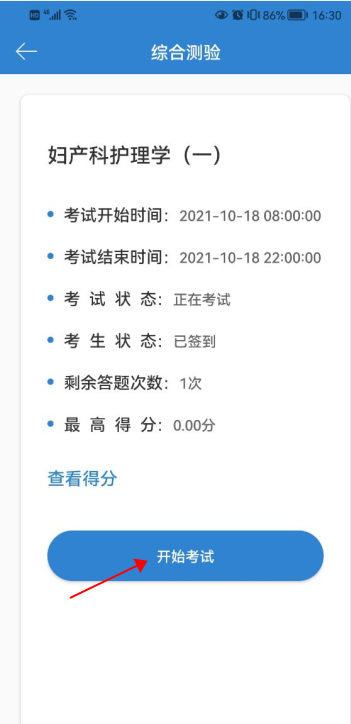 HD 86% 16:30
综合测验
妇产科护理学（一）
考试开始时间：2021-10-18 08:00:00
考试结束时间：2021-10-18 22:00:00
考 试 状 态：正在考试
考 生 状 态：已签到
剩余答题次数：1次
最 高 得 分：0.00分
查看得分
开始考试